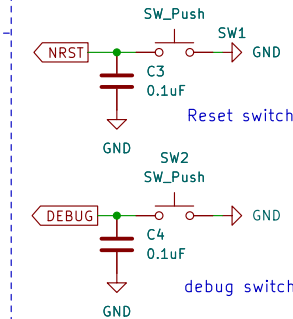 SW_Push
SW1
NRST
GND
C3
0.1uF
Reset switch
GND
SW2
SW_Push
DEBUG
GND
C4
0.1uF
debug switch
GND